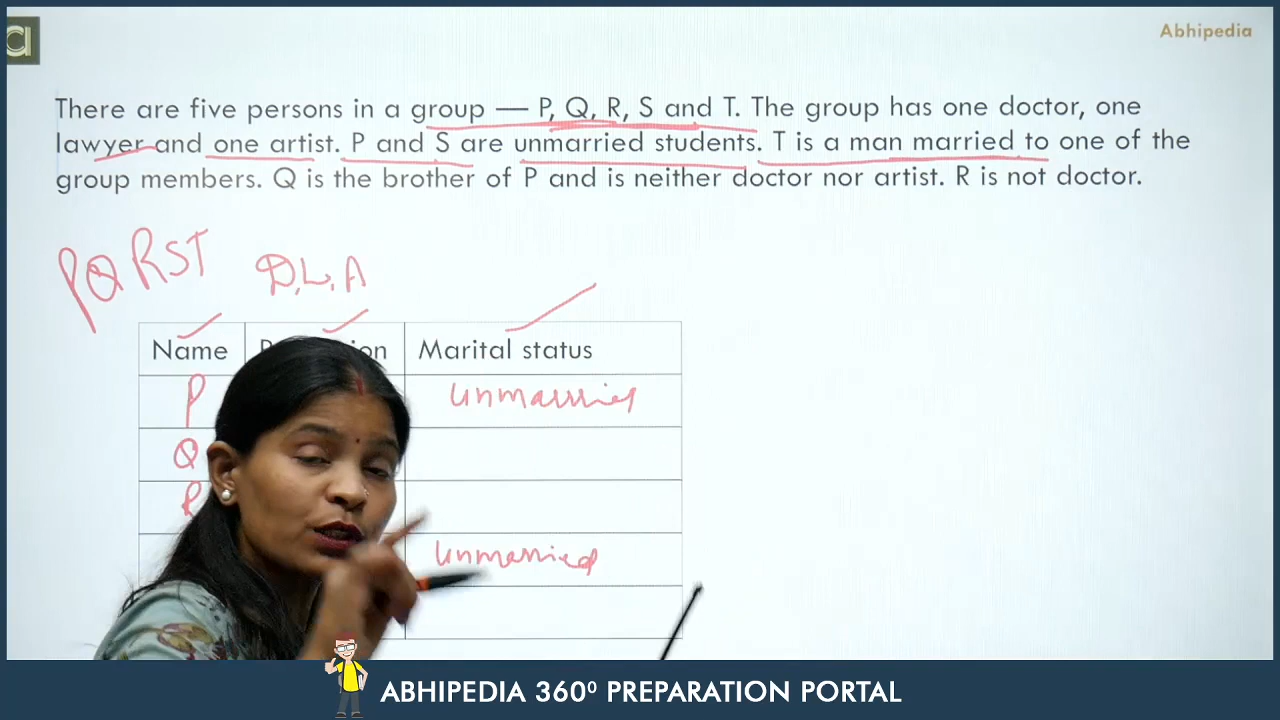 a
Abhipedia
There are five persons in a group — P, Q, R, S and T. The group has one doctor, one
lawyer and one artist. P and S are unmarried students. T is a man married to one of the
group members. Q is the brother of P and is neither doctor nor artist. R is not doctor.
PQRST D.L.A
Name Marital status
P unmarried
Q
R
unmarried
ABHIPEDIA 360⁰ PREPARATION PORTAL